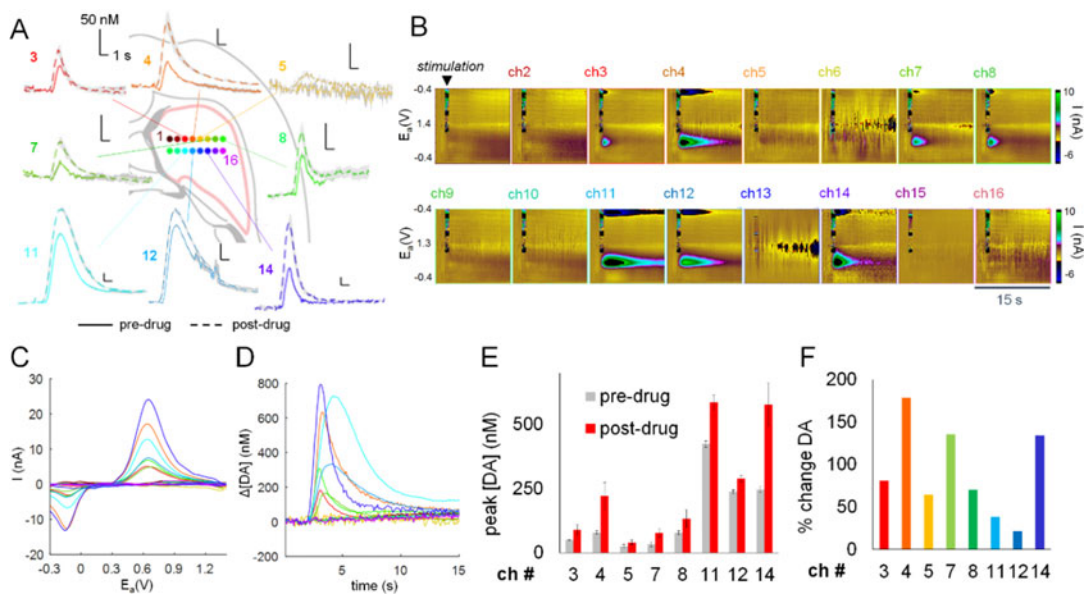 A
50 nM
1 s
3
4
5
7
1
8
16
11
12
14
pre-drug
post-drug
B
stimulation
ch2 ch3 ch4 ch5 ch6 ch7 ch8
-0.4
1.4
-0.4
Eₐ(V)
10
-6
I (nA)
ch9 ch10 ch11 ch12 ch13 ch14 ch15 ch16
-0.4
1.3
-0.4
Eₐ(V)
10
-6
I (nA)
15 s
C
30
20
10
0
-10
-20
I (nA)
-0.3 0 0.3 0.6 0.9 1.2
Eₐ(V)
D
800
600
400
200
0
-200
Δ[DA] (nM)
5 10 15
time (s)
E
500
250
0
peak [DA] (nM)
pre-drug
post-drug
ch # 3 4 5 7 8 11 12 14
F
200
150
100
50
0
% change DA
ch # 3 4 5 7 8 11 12 14